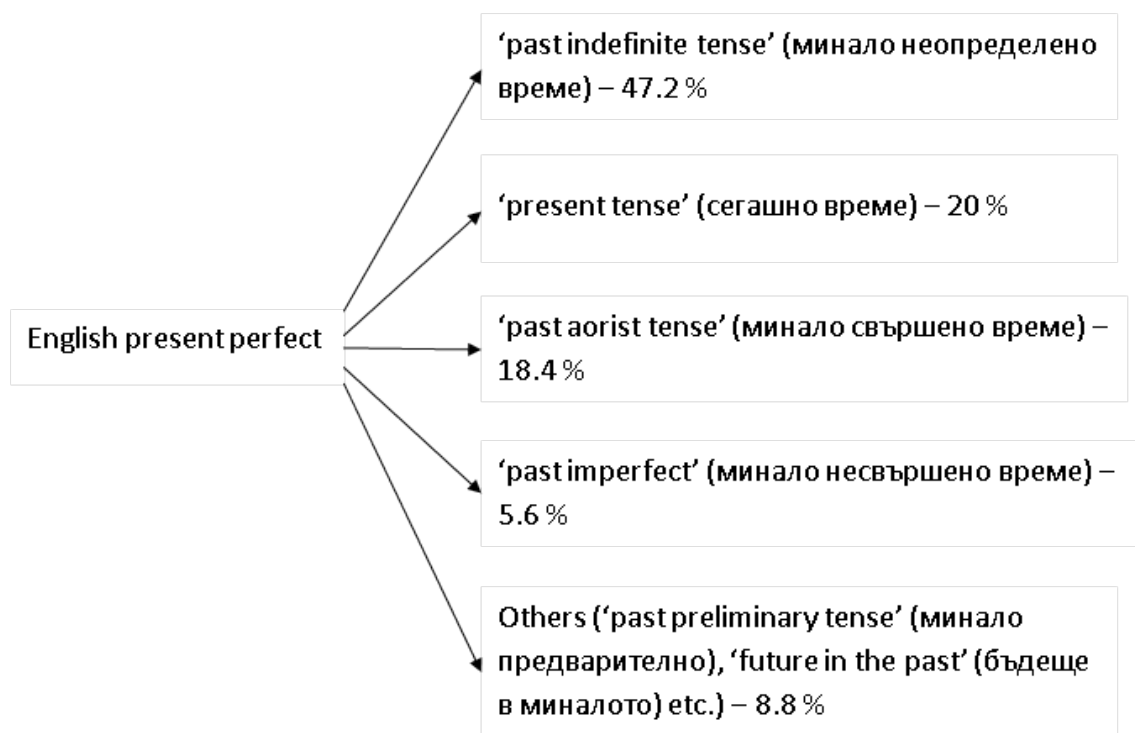 ‘past indefinite tense’ (минало неопределено
време) – 47.2 %
‘present tense’ (сегашно време) – 20 %
‘past aorist tense’ (минало свършено време) –
18.4 %
English present perfect
‘past imperfect’ (минало несвършено време) –
5.6 %
Others (‘past preliminary tense’ (минало
предварително), ‘future in the past’ (бъдеще
в миналото) etc.) – 8.8 %